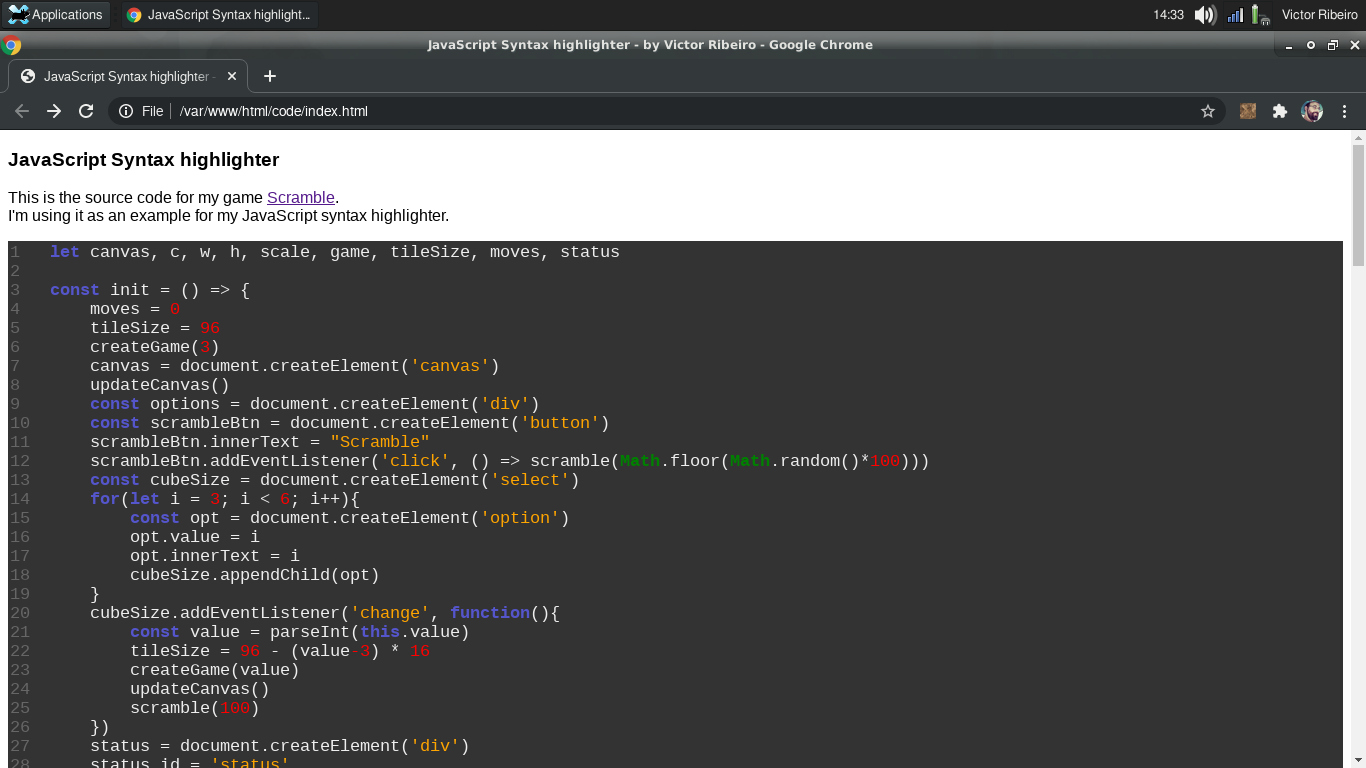 Applications JavaScript Syntax highlight... 14:33 Victor Ribeiro
JavaScript Syntax highlighter - by Victor Ribeiro - Google Chrome
JavaScript Syntax highlighter -
File /var/www/html/code/index.html
JavaScript Syntax highlighter
This is the source code for my game Scramble.
I'm using it as an example for my JavaScript syntax highlighter.
1 let canvas, c, w, h, scale, game, tileSize, moves, status
2
3 const init = () => {
4 moves = 0
5 tileSize = 96
6 createGame(3)
7 canvas = document.createElement('canvas')
8 updateCanvas()
9 const options = document.createElement('div')
10 const scrambleBtn = document.createElement('button')
11 scrambleBtn.innerText = "Scramble"
12 scrambleBtn.addEventListener('click', () => scramble(Math.floor(Math.random()*100)))
13 const cubeSize = document.createElement('select')
14 for(let i = 3; i < 6; i++){
15 const opt = document.createElement('option')
16 opt.value = i
17 opt.innerText = i
18 cubeSize.appendChild(opt)
19 }
20 cubeSize.addEventListener('change', function(){
21 const value = parseInt(this.value)
22 tileSize = 96 - (value-3) * 16
23 createGame(value)
24 updateCanvas()
25 scramble(100)
26 })
27 status = document.createElement('div')
28 status.id = 'status'